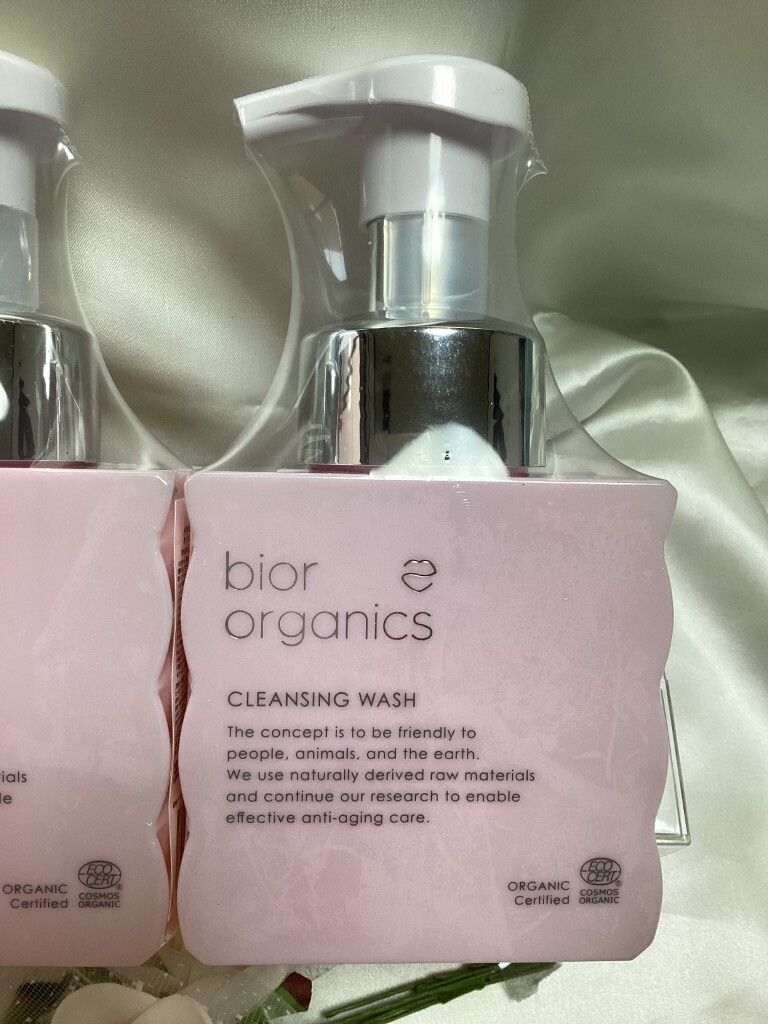 bior
organics
CLEANSING WASH
The concept is to be friendly to
people, animals, and the earth.
We use naturally derived raw materials
and continue our research to enable
effective anti-aging care.
ORGANIC
Certified
ECO
CERT
®
COSMOS
ORGANIC
ORGANIC
Certified
ECO
CERT
®
COSMOS
ORGANIC